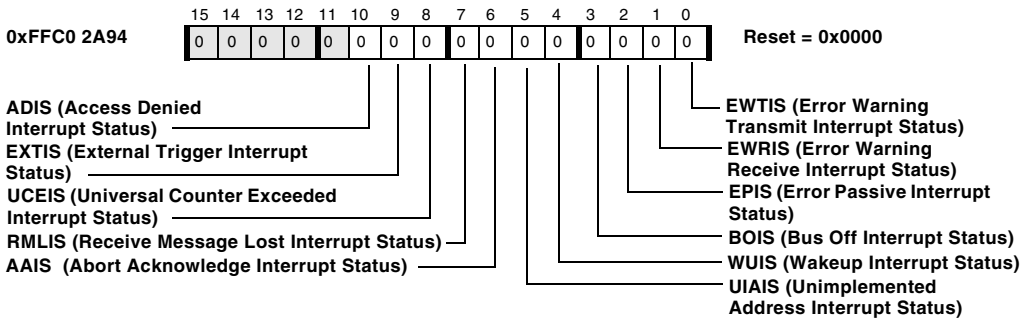 15 14 13 12 11 10 9 8 7 6 5 4 3 2 1 0
0xFFC0 2A94 0 0 0 0 0 0 0 0 0 0 0 0 0 0 0 0 Reset = 0x0000
ADIS (Access Denied
Interrupt Status)
EXTIS (External Trigger Interrupt
Status)
UCEIS (Universal Counter Exceeded
Interrupt Status)
RMLIS (Receive Message Lost Interrupt Status)
AAIS (Abort Acknowledge Interrupt Status)
EWTIS (Error Warning
Transmit Interrupt Status)
EWRIS (Error Warning
Receive Interrupt Status)
EPIS (Error Passive Interrupt
Status)
BOIS (Bus Off Interrupt Status)
WUIS (Wakeup Interrupt Status)
UIAIS (Unimplemented
Address Interrupt Status)